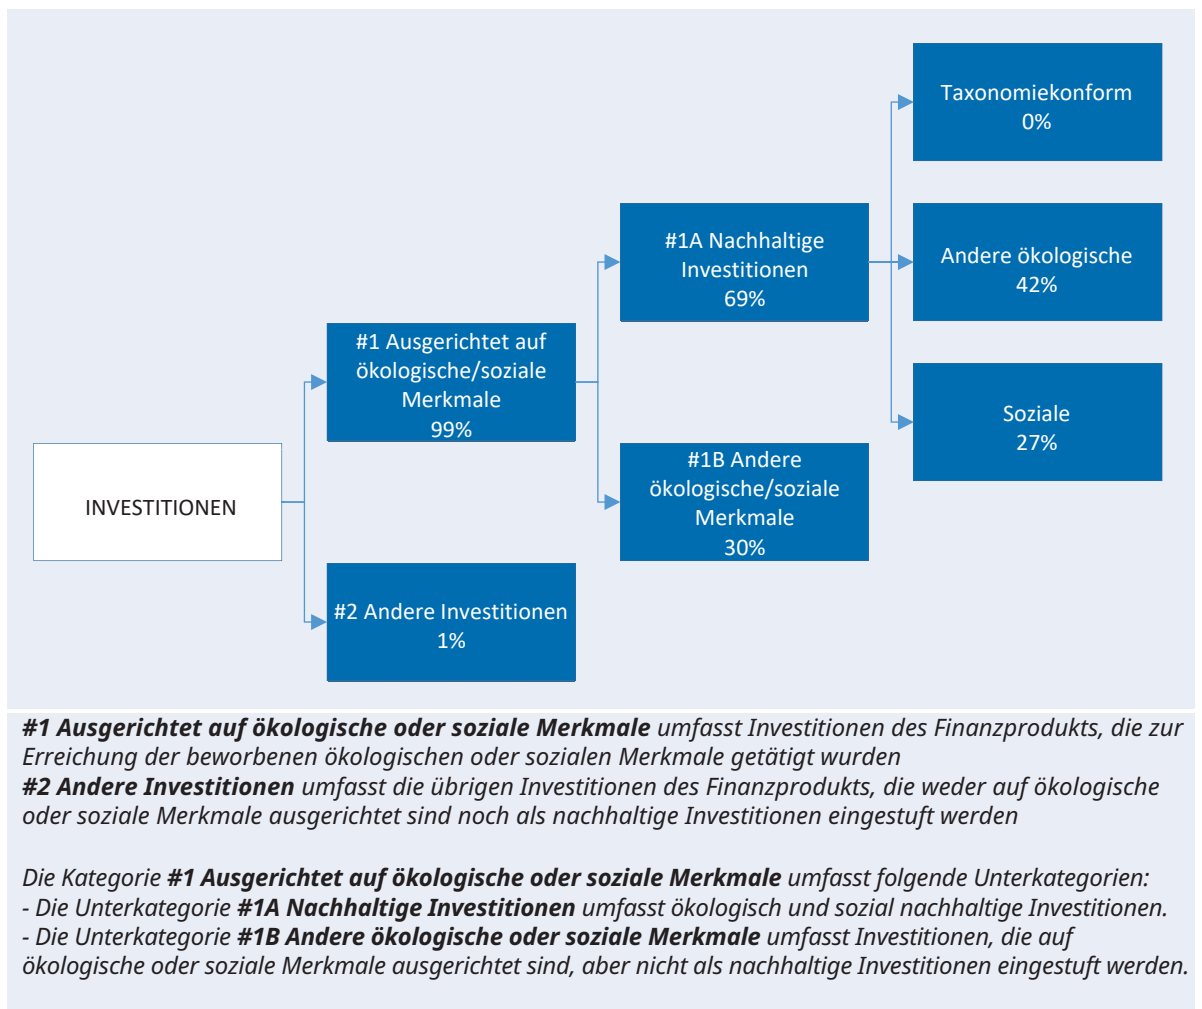 Taxonomiekonform
0%
#1A Nachhaltige
Investitionen
69%
Andere ökologische
42%
#1 Ausgerichtet auf
ökologische/soziale
Merkmale
99%
Soziale
27%
INVESTITIONEN
#1B Andere
ökologische/soziale
Merkmale
30%
#2 Andere Investitionen
1%
#1 Ausgerichtet auf ökologische oder soziale Merkmale umfasst Investitionen des Finanzprodukts, die zur
Erreichung der beworbenen ökologischen oder sozialen Merkmale getätigt wurden
#2 Andere Investitionen umfasst die übrigen Investitionen des Finanzprodukts, die weder auf ökologische
oder soziale Merkmale ausgerichtet sind noch als nachhaltige Investitionen eingestuft werden
Die Kategorie #1 Ausgerichtet auf ökologische oder soziale Merkmale umfasst folgende Unterkategorien:
- Die Unterkategorie #1A Nachhaltige Investitionen umfasst ökologisch und sozial nachhaltige Investitionen.
- Die Unterkategorie #1B Andere ökologische oder soziale Merkmale umfasst Investitionen, die auf
ökologische oder soziale Merkmale ausgerichtet sind, aber nicht als nachhaltige Investitionen eingestuft werden.